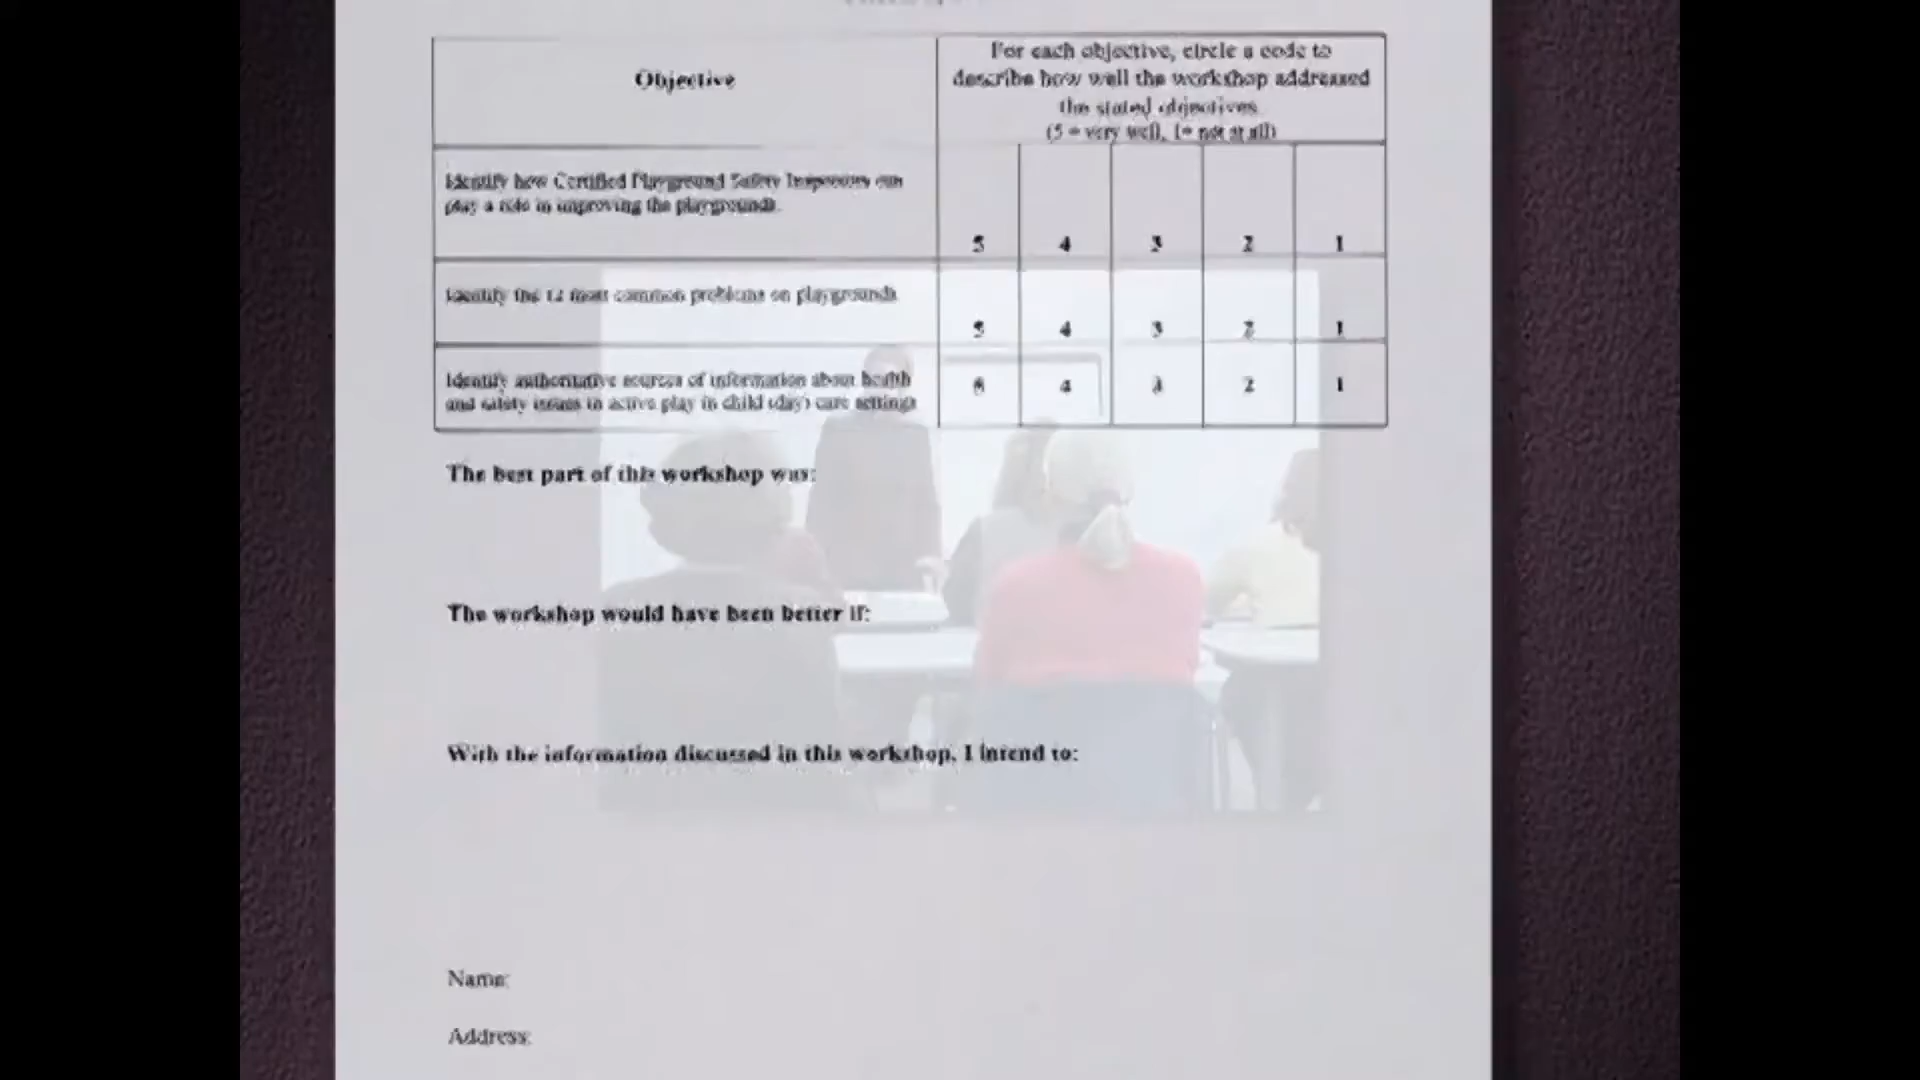 Objective
For each objective, circle a code to
describe how well the workshop addressed
the stated objectives.
(5 = very well, 1= not at all)
Identify how Certified Playground Safety Inspectors can
play a role in improving the playgrounds.
5 4 3 2 1
Identify the 12 most common problems on playgrounds
5 4 3 2 1
Identify authoritative sources of information about health
and safety issues in active play in child (day) care settings
5 4 3 2 1
The best part of this workshop was:
The workshop would have been better if:
With the information discussed in this workshop, I intend to:
Name:
Address: